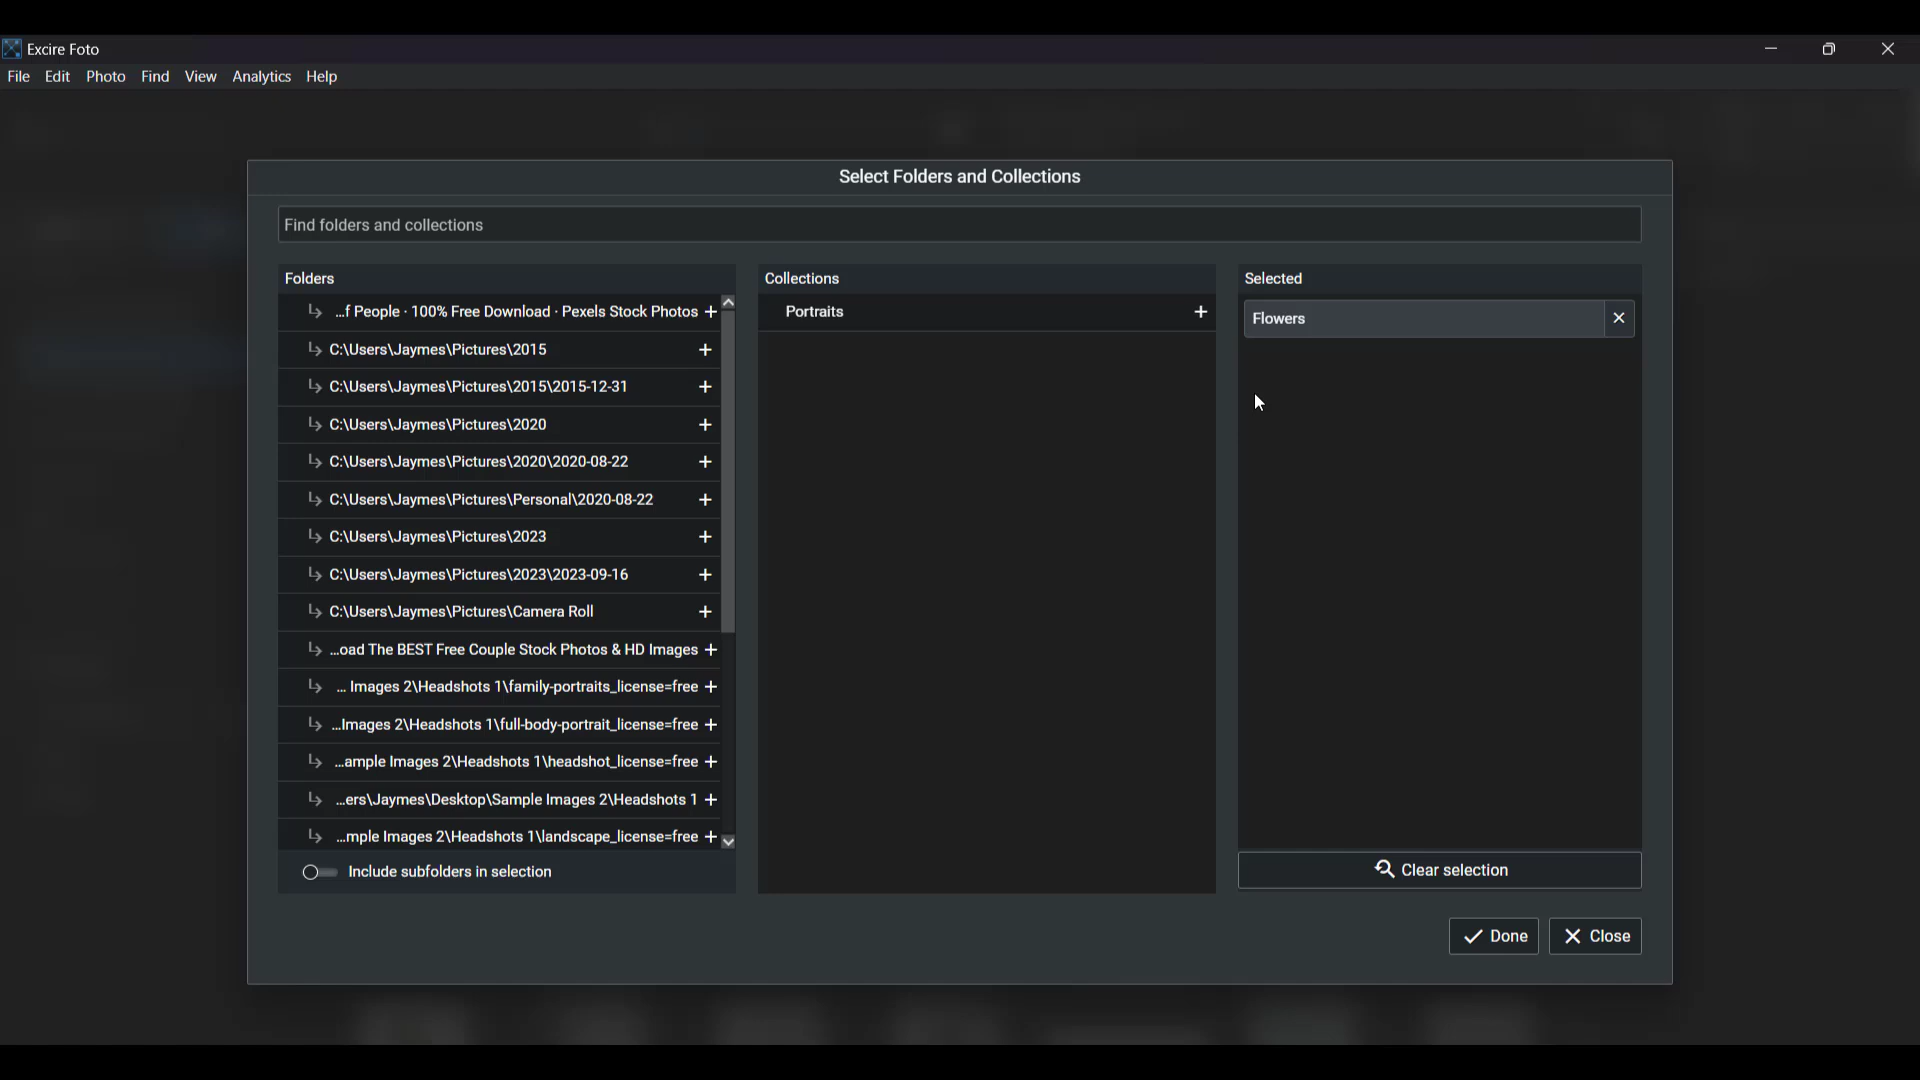 Excire Foto
File Edit Photo Find View Analytics Help
Select Folders and Collections
Find folders and collections
Folders
...f People · 100% Free Download · Pexels Stock Photos
C:\Users\Jaymes\Pictures\2015
C:\Users\Jaymes\Pictures\2015\2015-12-31
C:\Users\Jaymes\Pictures\2020
C:\Users\Jaymes\Pictures\2020\2020-08-22
C:\Users\Jaymes\Pictures\Personal\2020-08-22
C:\Users\Jaymes\Pictures\2023
C:\Users\Jaymes\Pictures\2023\2023-09-16
C:\Users\Jaymes\Pictures\Camera Roll
...oad The BEST Free Couple Stock Photos & HD Images
... Images 2\Headshots 1\family-portraits_license=free
...Images 2\Headshots 1\full-body-portrait_license=free
...ample Images 2\Headshots 1\headshot_license=free
...ers\Jaymes\Desktop\Sample Images 2\Headshots 1
...mple Images 2\Headshots 1\landscape_license=free
Include subfolders in selection
Collections
Portraits
Selected
Flowers
Clear selection
Done
Close